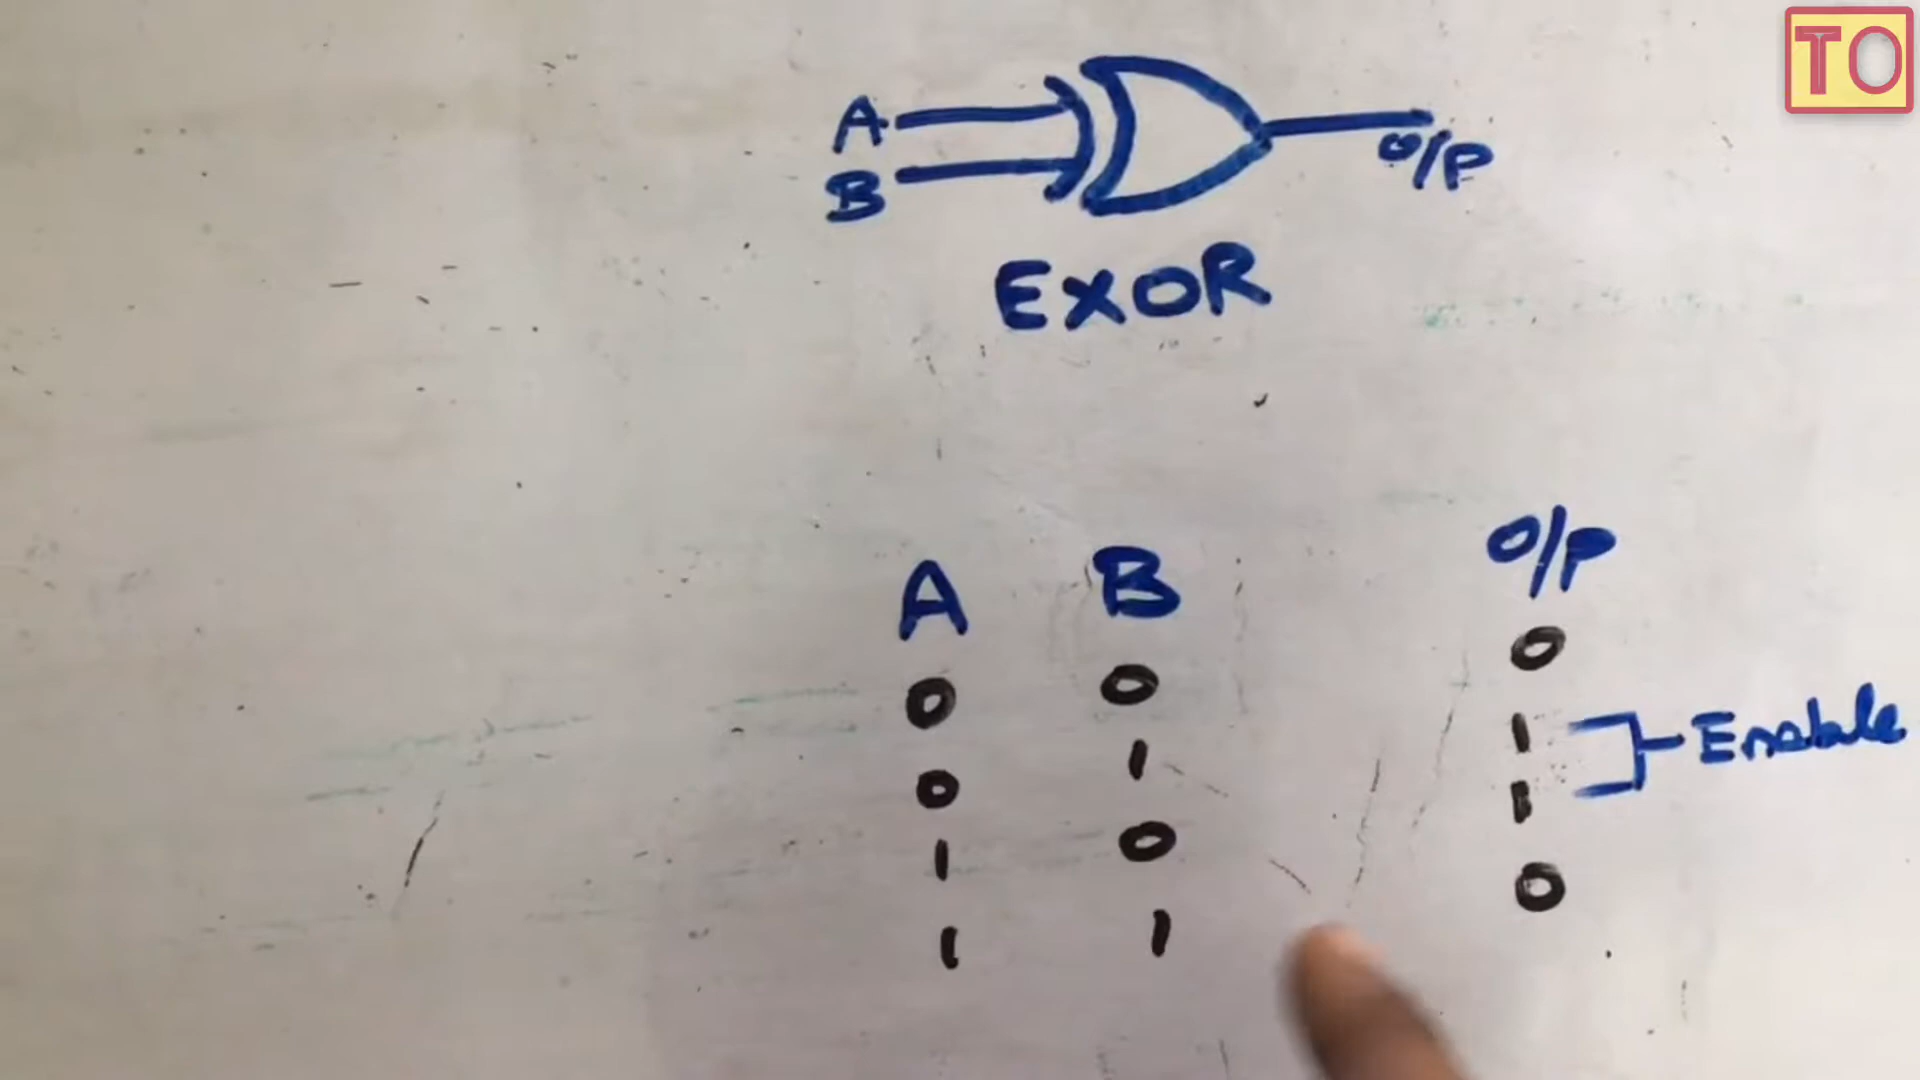 TO
A
B
O/P
EXOR
A B O/P
0 0 0
0 1 1
1 0 1
1 1 0
Enable